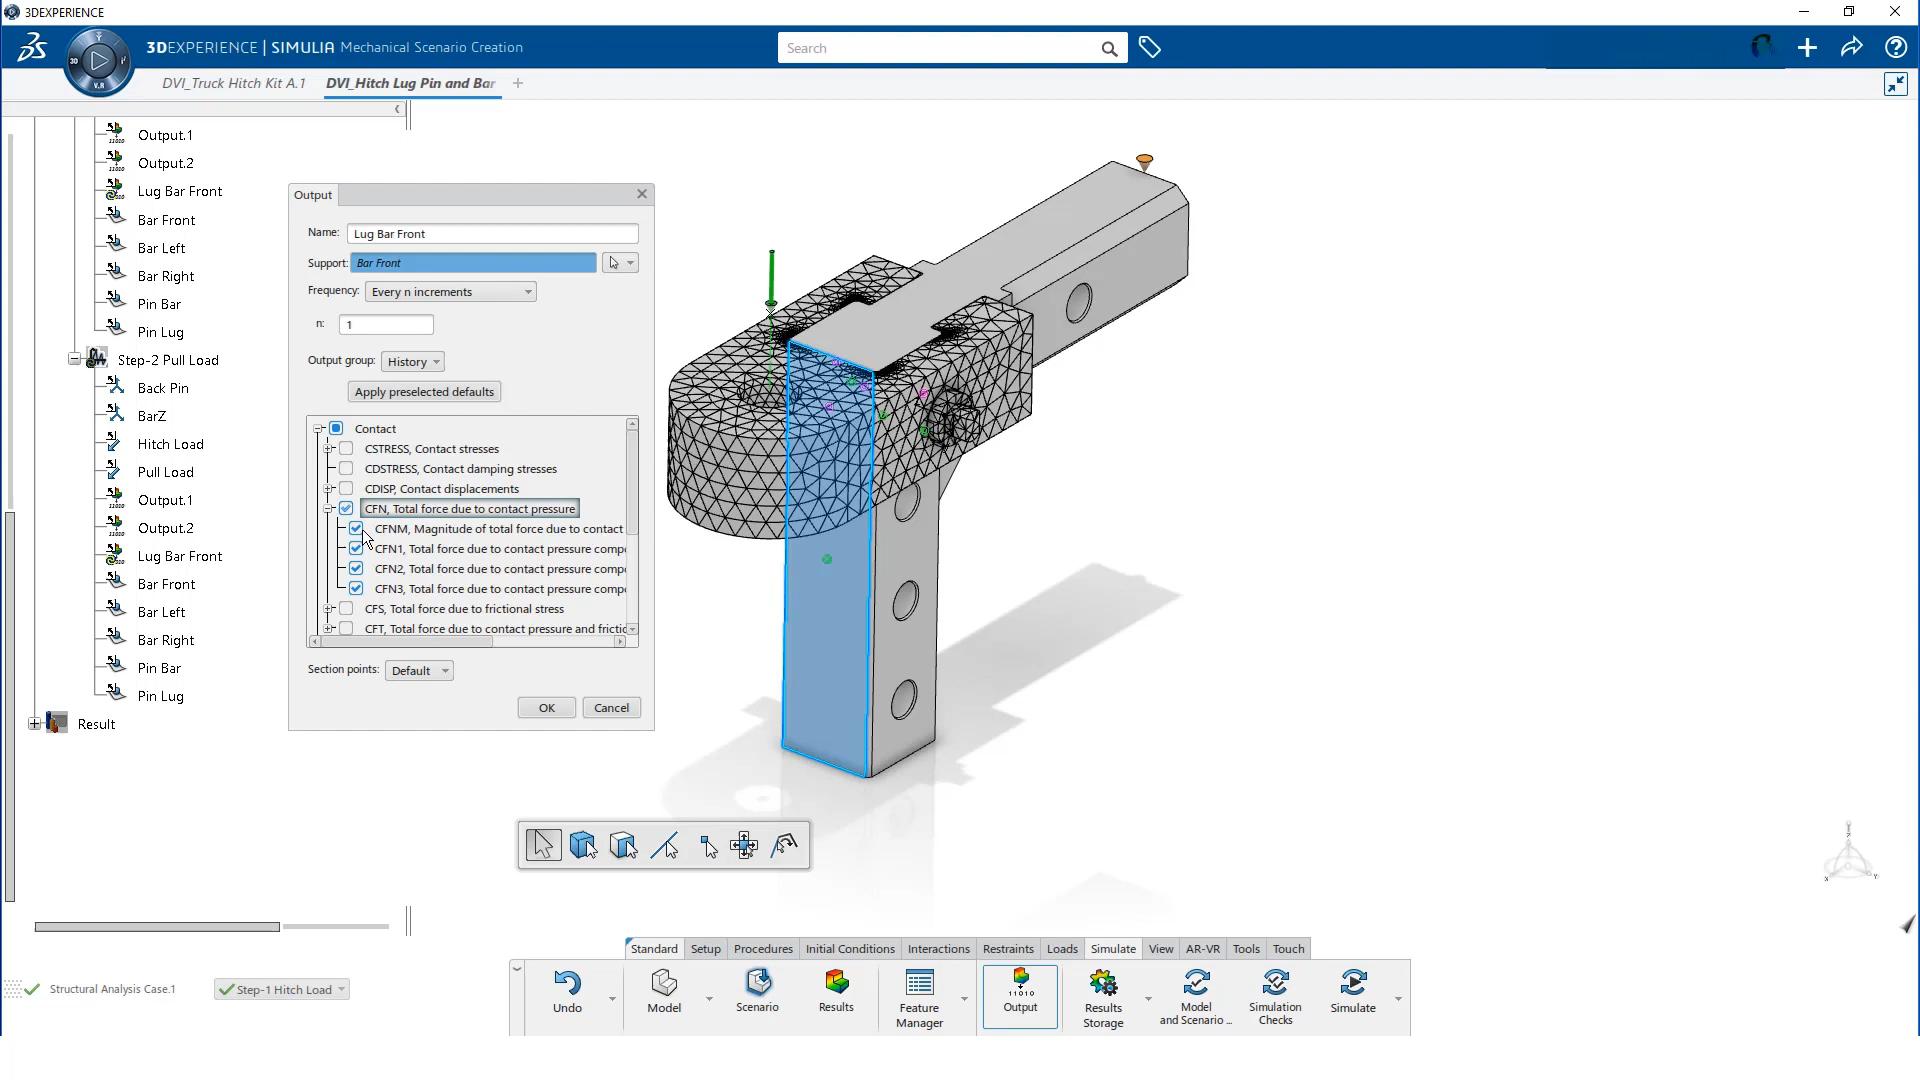 3DEXPERIENCE
3DEXPERIENCE | SIMULIA Mechanical Scenario Creation
Search
3D
V.R
DVI_Truck Hitch Kit A.1
DVI_Hitch Lug Pin and Bar
Output.1
Output.2
Lug Bar Front
Bar Front
Bar Left
Bar Right
Pin Bar
Pin Lug
Step-2 Pull Load
Back Pin
BarZ
Hitch Load
Pull Load
Output.1
Output.2
Lug Bar Front
Bar Front
Bar Left
Bar Right
Pin Bar
Pin Lug
Result
Output
Name: Lug Bar Front
Support: Bar Front
Frequency: Every n increments
n: 1
Output group: History
Apply preselected defaults
Contact
CSTRESS, Contact stresses
CDSTRESS, Contact damping stresses
CDISP, Contact displacements
CFN, Total force due to contact pressure
CFNM, Magnitude of total force due to contact
CFN1, Total force due to contact pressure compo
CFN2, Total force due to contact pressure compo
CFN3, Total force due to contact pressure compo
CFS, Total force due to frictional stress
CFT, Total force due to contact pressure and frictio
Section points: Default
OK
Cancel
Structural Analysis Case.1
Step-1 Hitch Load
Standard Setup Procedures Initial Conditions Interactions Restraints Loads Simulate View AR-VR Tools Touch
Undo
Model
Scenario
Results
Feature
Manager
11010
Output
Results
Storage
Model
and Scenario ...
Simulation
Checks
Simulate